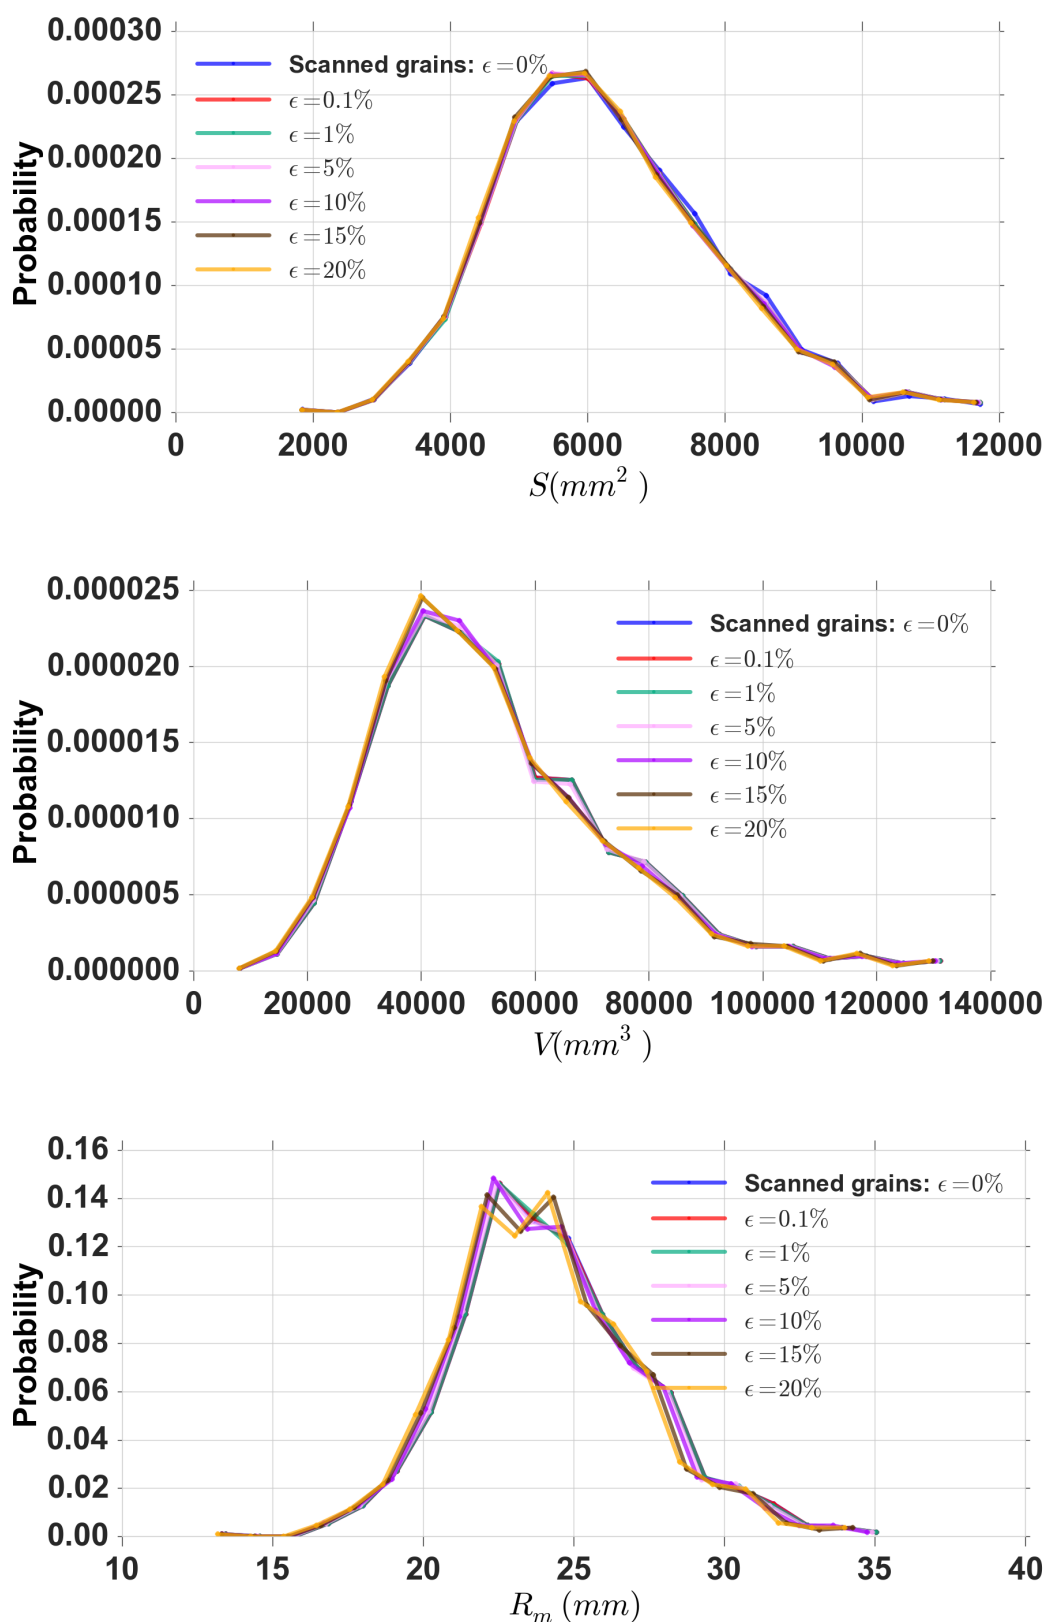 0.00030
0.00025
0.00020
0.00015
0.00010
0.00005
0.00000
Probability
Scanned grains: ϵ=0%
ϵ=0.1%
ϵ=1%
ϵ=5%
ϵ=10%
ϵ=15%
ϵ=20%
0 2000 4000 6000 8000 10000 12000
S(mm² )
0.000025
0.000020
0.000015
0.000010
0.000005
0.000000
Probability
Scanned grains: ϵ=0%
ϵ=0.1%
ϵ=1%
ϵ=5%
ϵ=10%
ϵ=15%
ϵ=20%
0 20000 40000 60000 80000 100000 120000 140000
V(mm³ )
0.16
0.14
0.12
0.10
0.08
0.06
0.04
0.02
0.00
Probability
Scanned grains: ϵ=0%
ϵ=0.1%
ϵ=1%
ϵ=5%
ϵ=10%
ϵ=15%
ϵ=20%
10 15 20 25 30 35 40
Rₘ (mm)